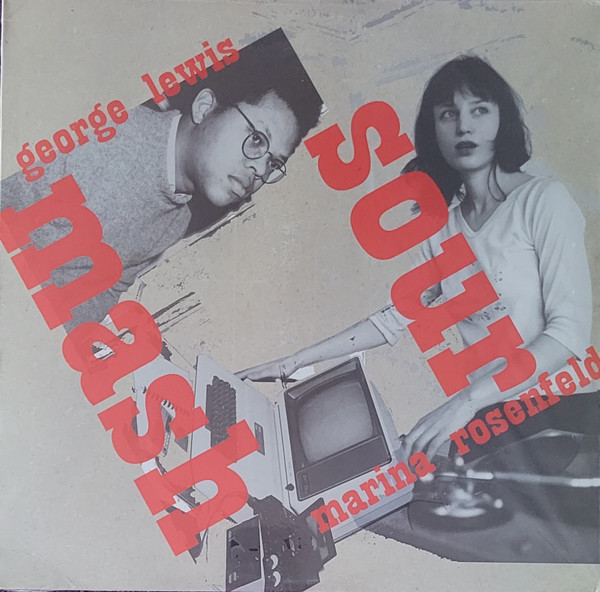 george lewis
sour
mash
marina rosenfeld